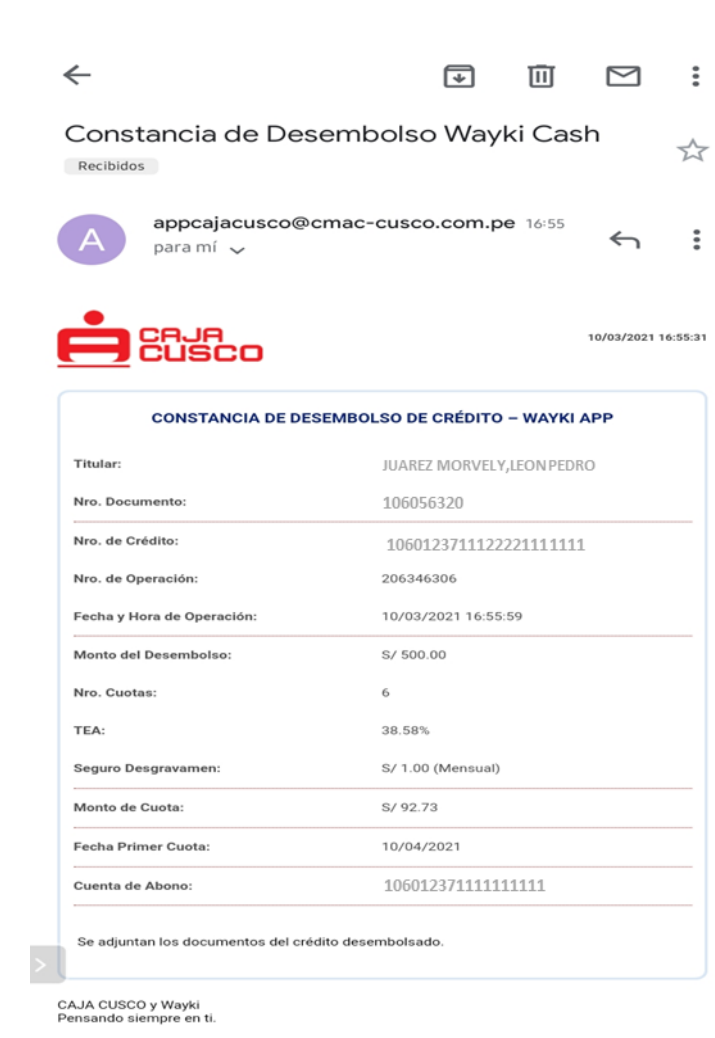 Constancia de Desembolso Wayki Cash
Recibidos
A
appcajacusco@cmac-cusco.com.pe 16:55
para mí
CAJA
CUSCO
10/03/2021 16:55:31
CONSTANCIA DE DESEMBOLSO DE CRÉDITO – WAYKI APP
Titular: JUAREZ MORVELY,LEON PEDRO
Nro. Documento: 106056320
Nro. de Crédito: 1060123711122221111111
Nro. de Operación: 206346306
Fecha y Hora de Operación: 10/03/2021 16:55:59
Monto del Desembolso: S/ 500.00
Nro. Cuotas: 6
TEA: 38.58%
Seguro Desgravamen: S/ 1.00 (Mensual)
Monto de Cuota: S/ 92.73
Fecha Primer Cuota: 10/04/2021
Cuenta de Abono: 106012371111111111
Se adjuntan los documentos del crédito desembolsado.
>
CAJA CUSCO y Wayki
Pensando siempre en ti.